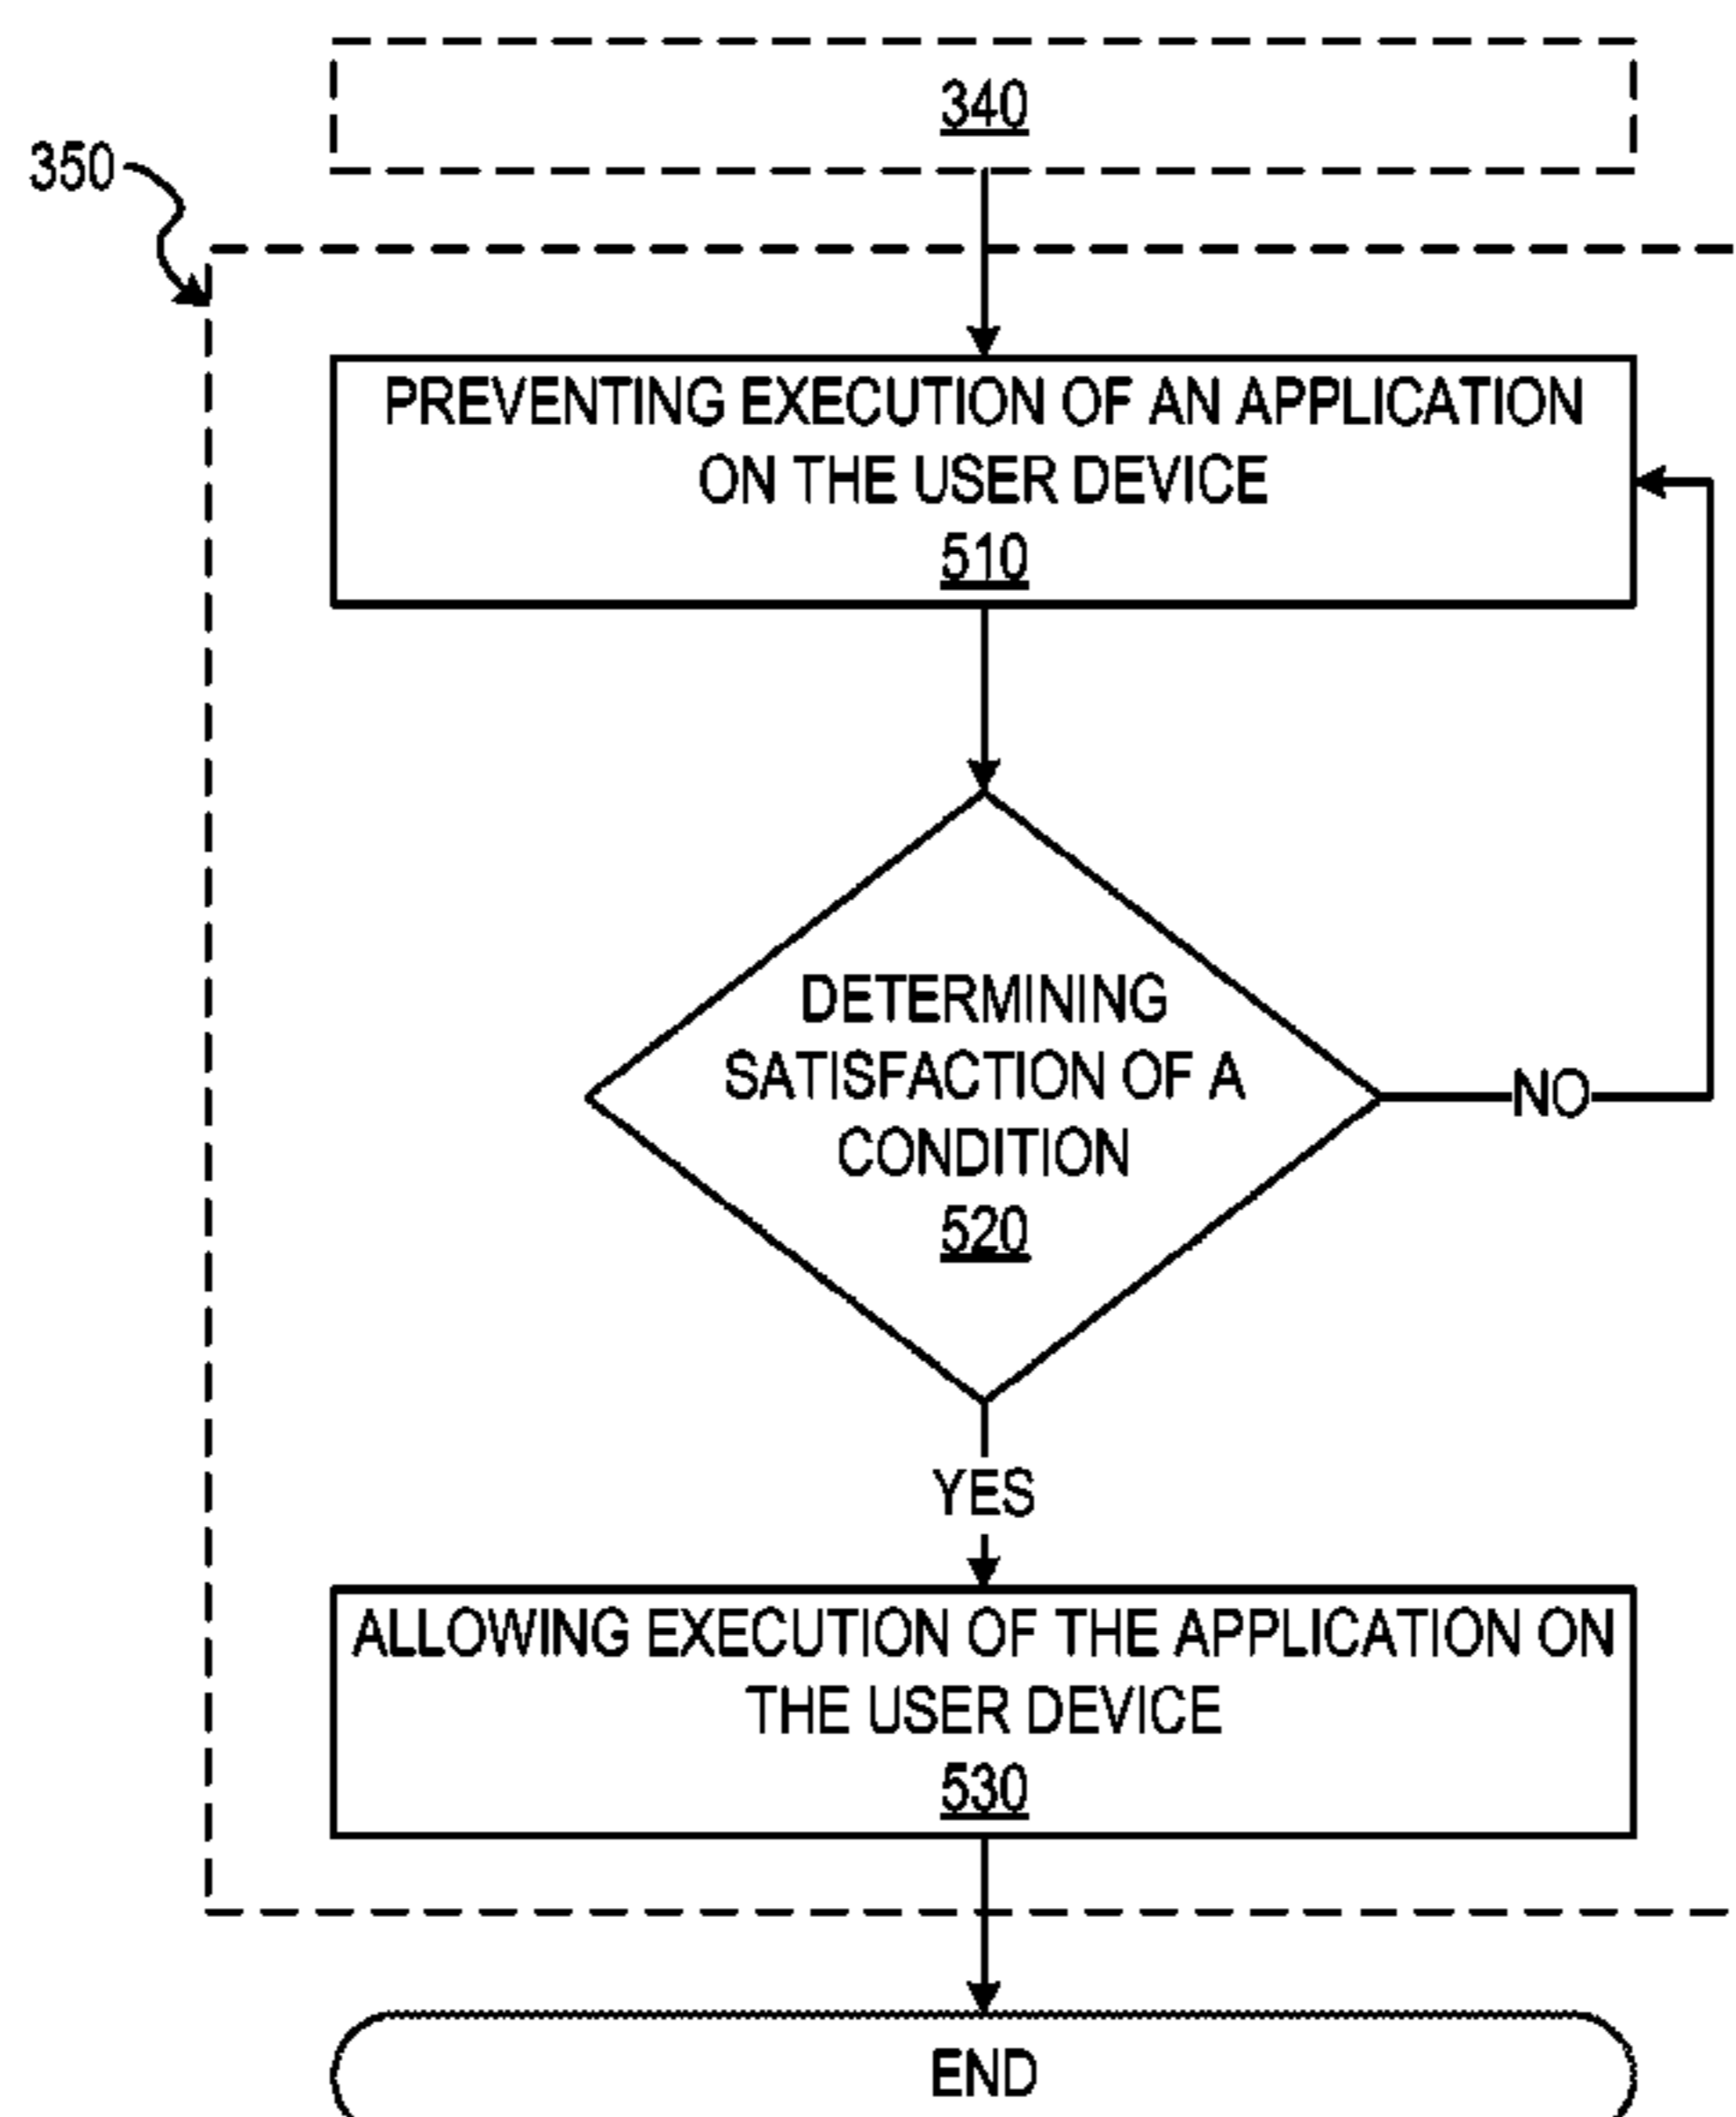 340
350
PREVENTING EXECUTION OF AN APPLICATION
ON THE USER DEVICE
510
DETERMINING
SATISFACTION OF A
CONDITION
520
NO
YES
ALLOWING EXECUTION OF THE APPLICATION ON
THE USER DEVICE
530
END